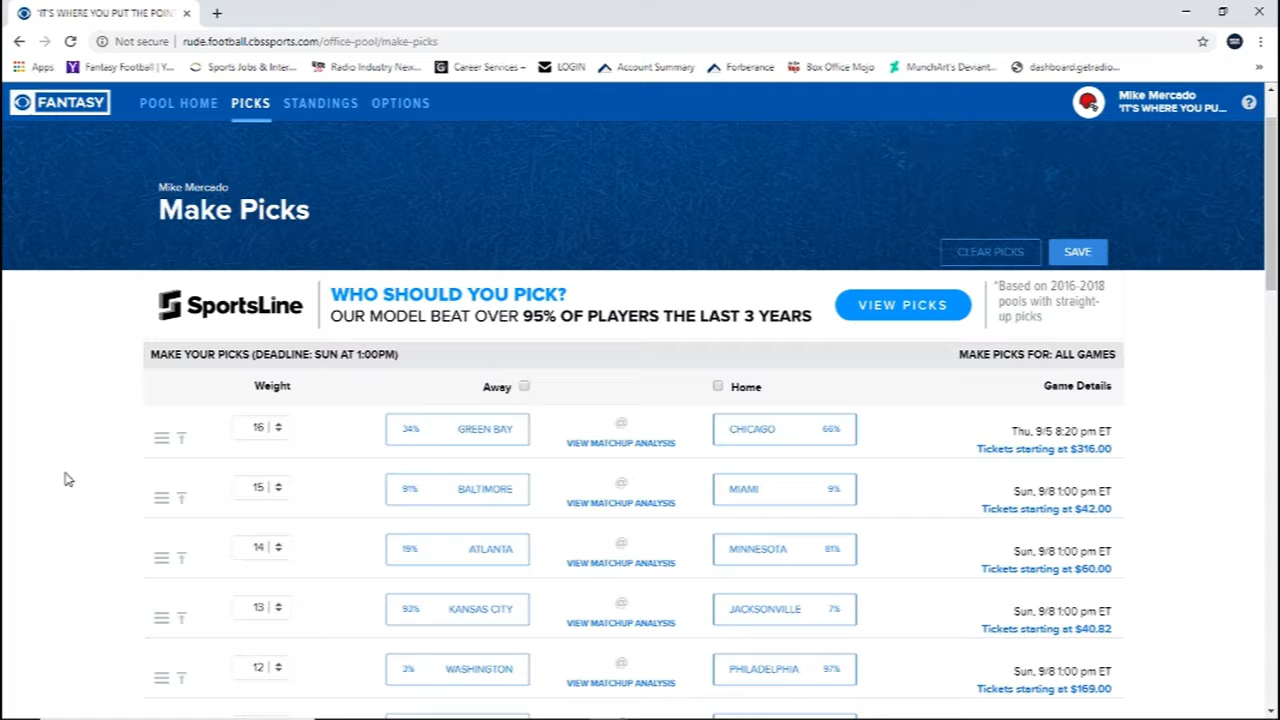 'IT'S WHERE YOU PUT THE POIN
Not secure | rude.football.cbssports.com/office-pool/make-picks
Apps Fantasy Football | Y... Sports Jobs & Inter... Radio Industry New... Career Services – LOGIN Account Summary Forberance Box Office Mojo MunchArt's Deviant... dashboard.getradio... »
FANTASY POOL HOME PICKS STANDINGS OPTIONS
Mike Mercado
'IT'S WHERE YOU PU... ?
Mike Mercado
Make Picks
CLEAR PICKS SAVE
SportsLine
WHO SHOULD YOU PICK?
OUR MODEL BEAT OVER 95% OF PLAYERS THE LAST 3 YEARS
VIEW PICKS
*Based on 2016-2018
pools with straight-
up picks
MAKE YOUR PICKS (DEADLINE: SUN AT 1:00PM) MAKE PICKS FOR: ALL GAMES
Weight Away Home Game Details
16 34% GREEN BAY @ CHICAGO 66% Thu, 9/5 8:20 pm ET
VIEW MATCHUP ANALYSIS Tickets starting at $316.00
15 91% BALTIMORE @ MIAMI 9% Sun, 9/8 1:00 pm ET
VIEW MATCHUP ANALYSIS Tickets starting at $42.00
14 19% ATLANTA @ MINNESOTA 81% Sun, 9/8 1:00 pm ET
VIEW MATCHUP ANALYSIS Tickets starting at $60.00
13 93% KANSAS CITY @ JACKSONVILLE 7% Sun, 9/8 1:00 pm ET
VIEW MATCHUP ANALYSIS Tickets starting at $40.82
12 3% WASHINGTON @ PHILADELPHIA 97% Sun, 9/8 1:00 pm ET
VIEW MATCHUP ANALYSIS Tickets starting at $169.00